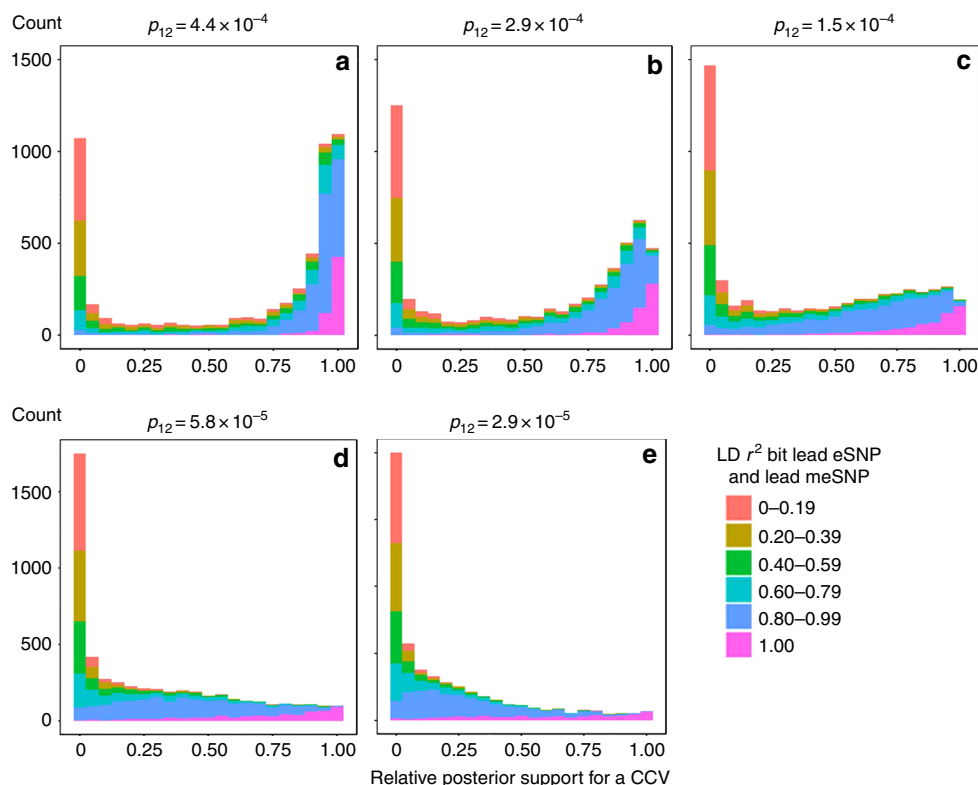 Count
p₁₂ = 4.4 × 10⁻⁴
p₁₂ = 2.9 × 10⁻⁴
p₁₂ = 1.5 × 10⁻⁴
a
b
c
1500
1000
500
0
0 0.25 0.50 0.75 1.00
0 0.25 0.50 0.75 1.00
0 0.25 0.50 0.75 1.00
Count
p₁₂ = 5.8 × 10⁻⁵
p₁₂ = 2.9 × 10⁻⁵
d
e
1500
1000
500
0
0 0.25 0.50 0.75 1.00
0 0.25 0.50 0.75 1.00
Relative posterior support for a CCV
LD r² bit lead eSNP
and lead meSNP
0–0.19
0.20–0.39
0.40–0.59
0.60–0.79
0.80–0.99
1.00